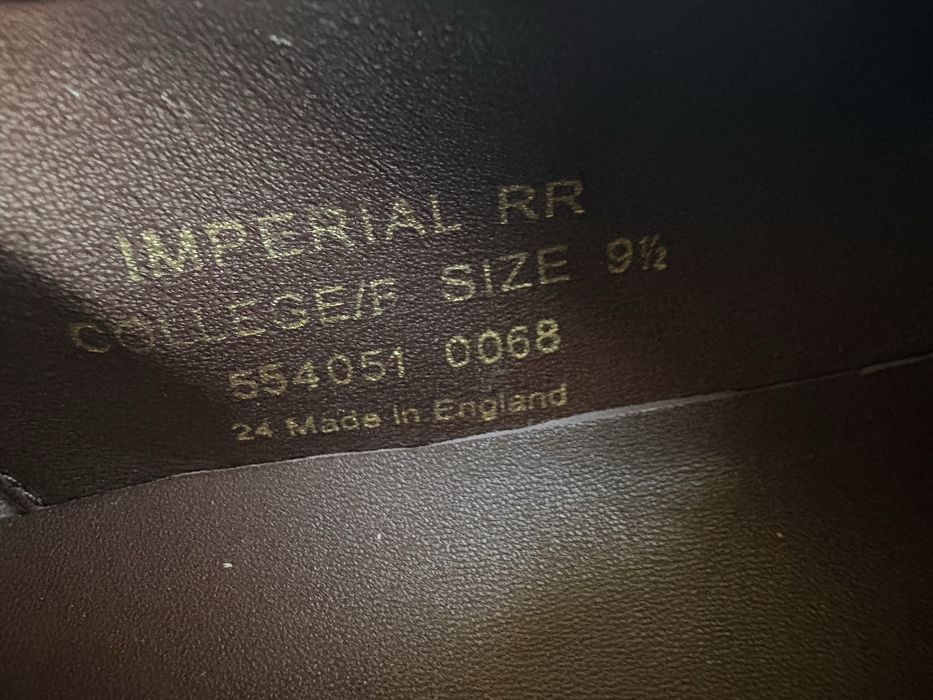 IMPERIAL RR
COLLEGE/F SIZE 9½
554051 0068
24 Made in England